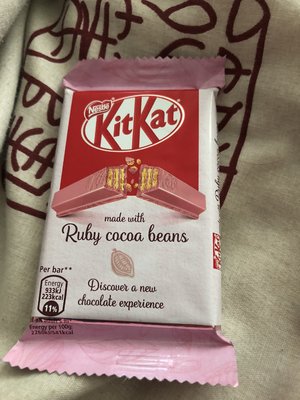 Nestlé
KitKat
made with
Ruby cocoa beans
Per bar**
Energy
933kJ
223kcal
11%
Discover a new
chocolate experience
Energy per 100g:
KitKat